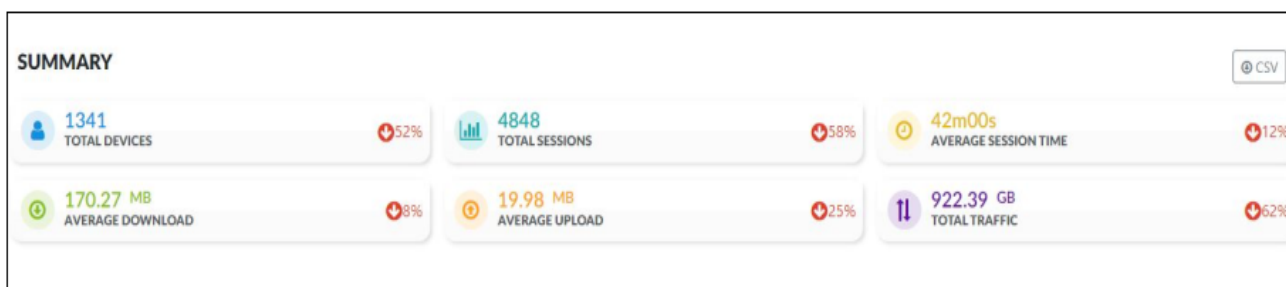 SUMMARY
CSV
1341
TOTAL DEVICES
52%
4848
TOTAL SESSIONS
58%
42m00s
AVERAGE SESSION TIME
12%
170.27 MB
AVERAGE DOWNLOAD
8%
19.98 MB
AVERAGE UPLOAD
25%
922.39 GB
TOTAL TRAFFIC
62%